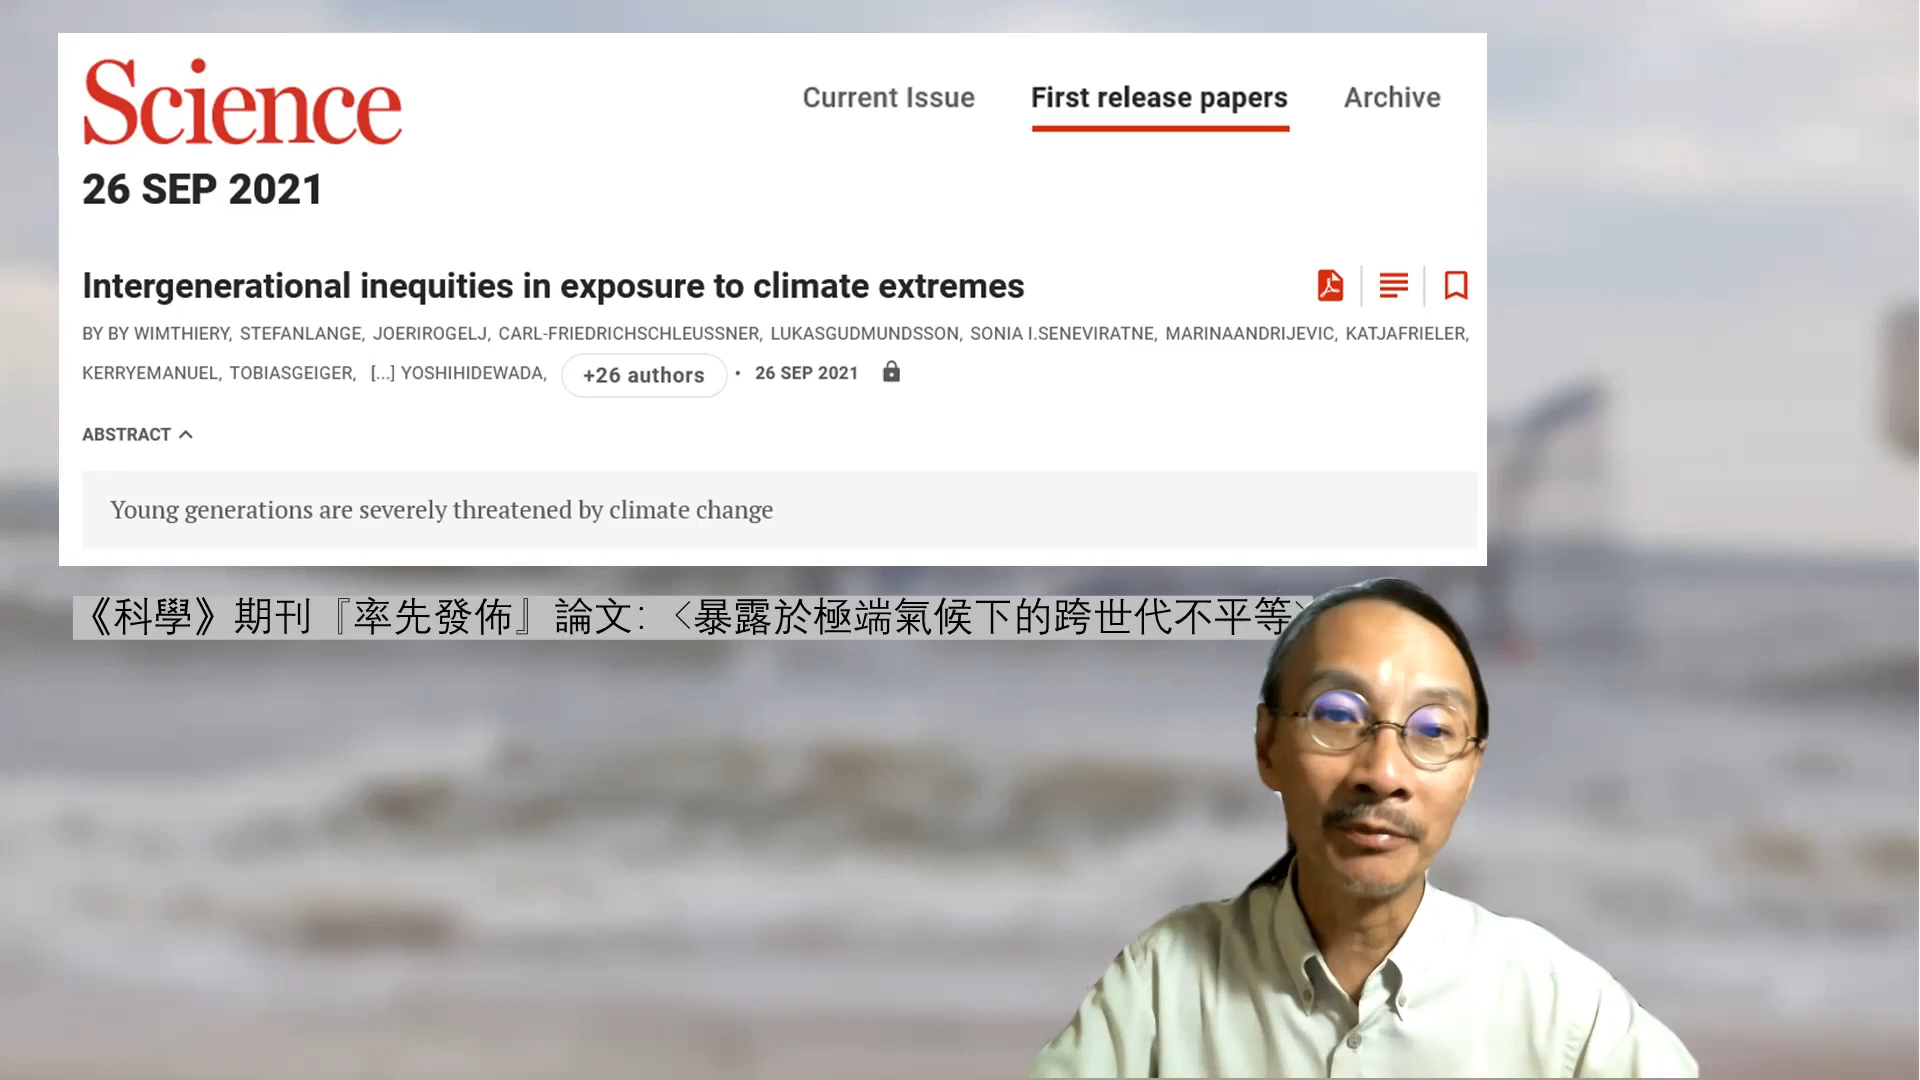 Science
Current Issue First release papers Archive
26 SEP 2021
Intergenerational inequities in exposure to climate extremes
BY BY WIMTHIERY, STEFANLANGE, JOERIROGELJ, CARL-FRIEDRICHSCHLEUSSNER, LUKASGUDMUNDSSON, SONIA I.SENEVIRATNE, MARINAANDRIJEVIC, KATJAFRIELER,
KERRYEMANUEL, TOBIASGEIGER, [...] YOSHIHIDEWADA, +26 authors • 26 SEP 2021
ABSTRACT
Young generations are severely threatened by climate change
《科學》期刊『率先發佈』論文：〈暴露於極端氣候下的跨世代不平等〉